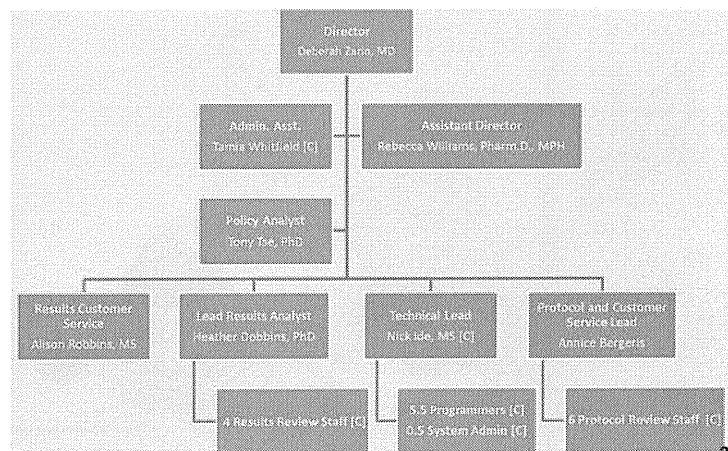 Director
Deborah Zarin, MD
Admin. Asst.
Tamia Whitfield [C]
Assistant Director
Rebecca Williams, Pharm.D., MPH
Policy Analyst
Tony Tse, PhD
Results Customer
Service
Alison Robbins, MS
Lead Results Analyst
Heather Dobbins, PhD
Technical Lead
Nick Ide, MS [C]
Protocol and Customer
Service Lead
Annice Bergeris
4 Results Review Staff [C]
5.5 Programmers [C]
0.5 System Admin [C]
6 Protocol Review Staff [C]